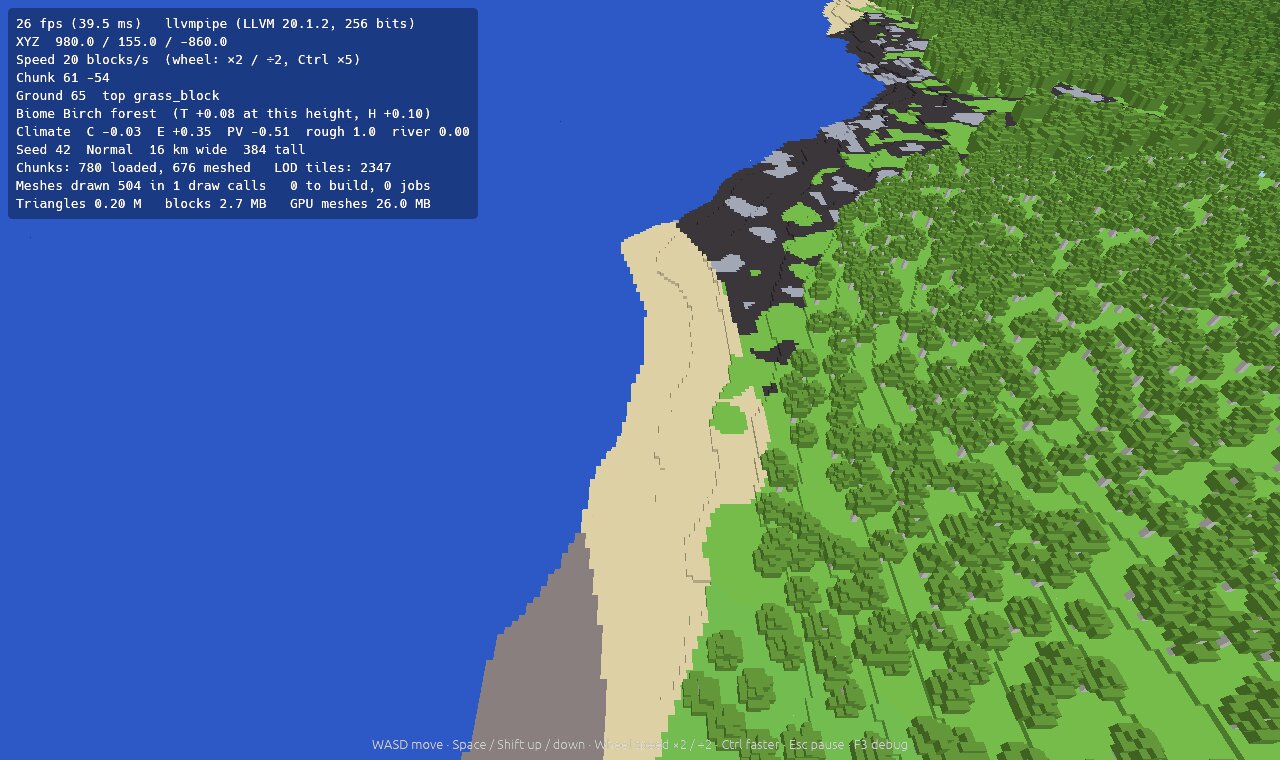 26 fps (39.5 ms)   llvmpipe (LLVM 20.1.2, 256 bits)
XYZ  980.0 / 155.0 / -860.0
Speed 20 blocks/s  (wheel: ×2 / ÷2, Ctrl ×5)
Chunk 61 -54
Ground 65  top grass_block
Biome Birch forest  (T +0.08 at this height, H +0.10)
Climate  C -0.03  E +0.35  PV -0.51  rough 1.0  river 0.00
Seed 42  Normal  16 km wide  384 tall
Chunks: 780 loaded, 676 meshed   LOD tiles: 2347
Meshes drawn 504 in 1 draw calls   0 to build, 0 jobs
Triangles 0.20 M   blocks 2.7 MB   GPU meshes 26.0 MB
WASD move · Space / Shift up / down · Wheel speed ×2 / ÷2 · Ctrl faster · Esc pause · F3 debug